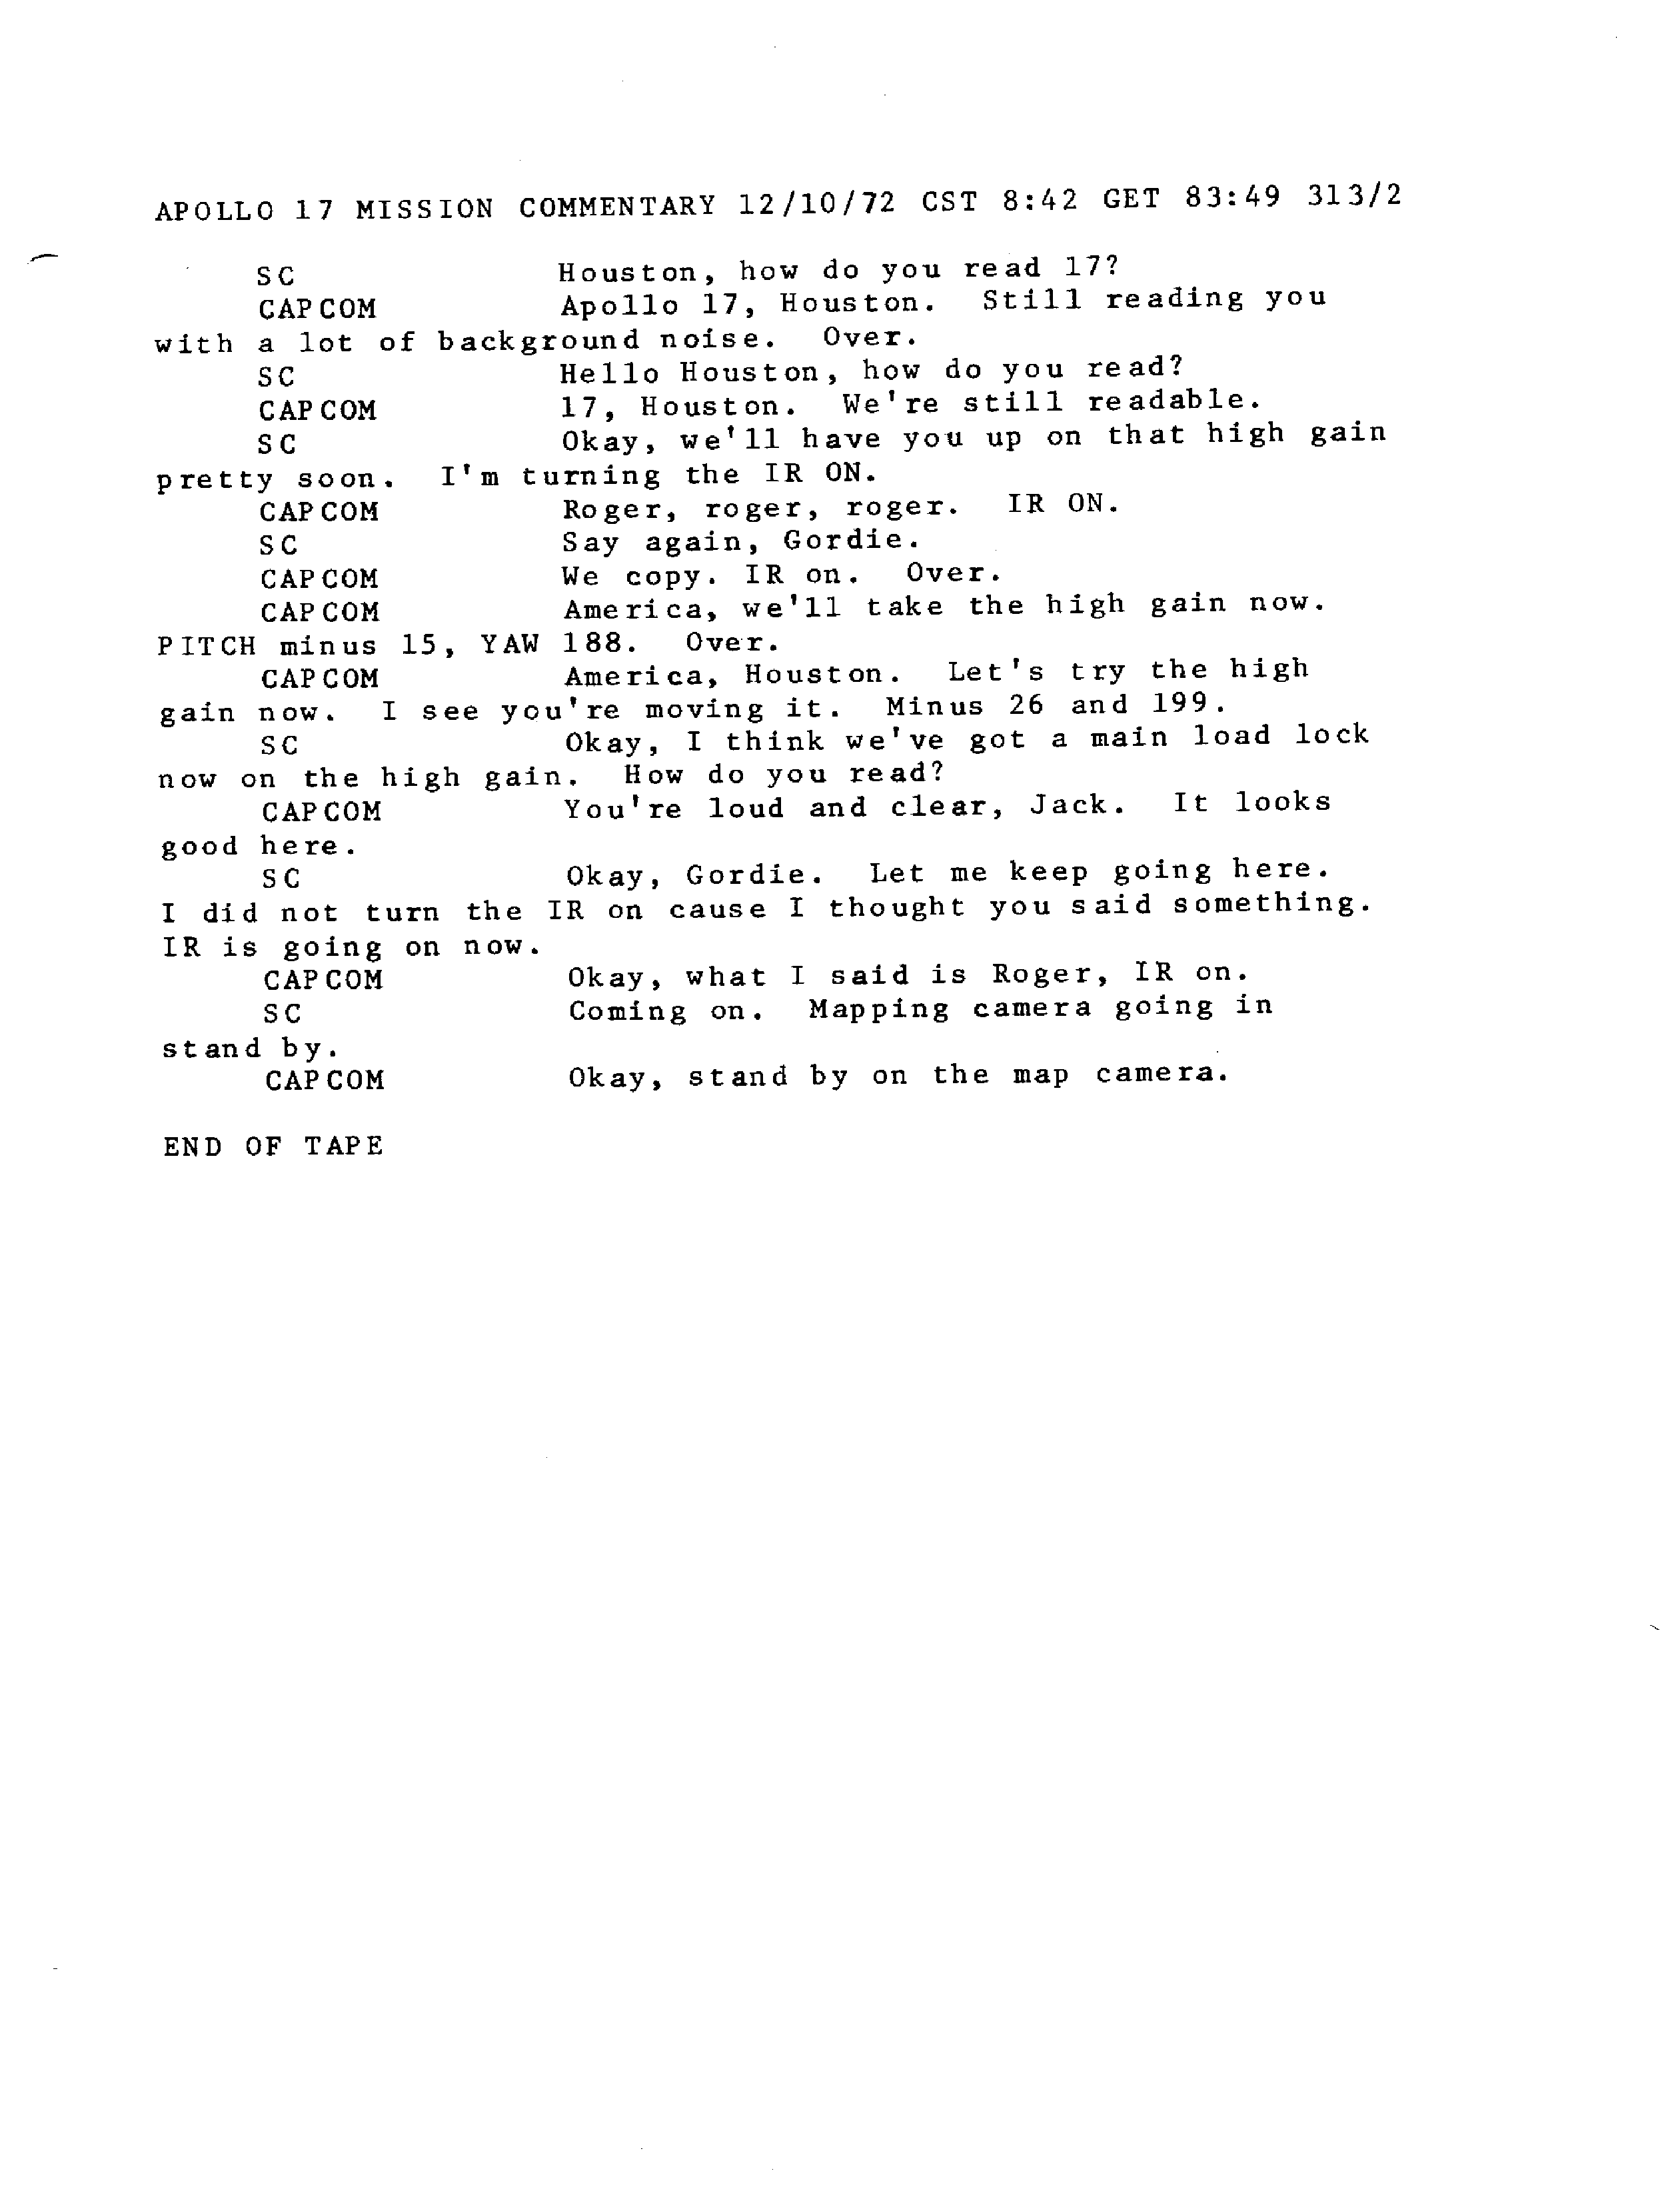 APOLLO 17 MISSION COMMENTARY 12/10/72 CST 8:42 GET 83:49 313/2
SC Houston, how do you read 17?
CAPCOM Apollo 17, Houston. Still reading you
with a lot of background noise. Over.
SC Hello Houston, how do you read?
CAPCOM 17, Houston. We're still readable.
SC Okay, we'll have you up on that high gain
pretty soon. I'm turning the IR ON.
CAPCOM Roger, roger, roger. IR ON.
SC Say again, Gordie.
CAPCOM We copy. IR on. Over.
CAPCOM America, we'll take the high gain now.
PITCH minus 15, YAW 188. Over.
CAPCOM America, Houston. Let's try the high
gain now. I see you're moving it. Minus 26 and 199.
SC Okay, I think we've got a main load lock
now on the high gain. How do you read?
CAPCOM You're loud and clear, Jack. It looks
good here.
SC Okay, Gordie. Let me keep going here.
I did not turn the IR on cause I thought you said something.
IR is going on now.
CAPCOM Okay, what I said is Roger, IR on.
SC Coming on. Mapping camera going in
stand by.
CAPCOM Okay, stand by on the map camera.
END OF TAPE